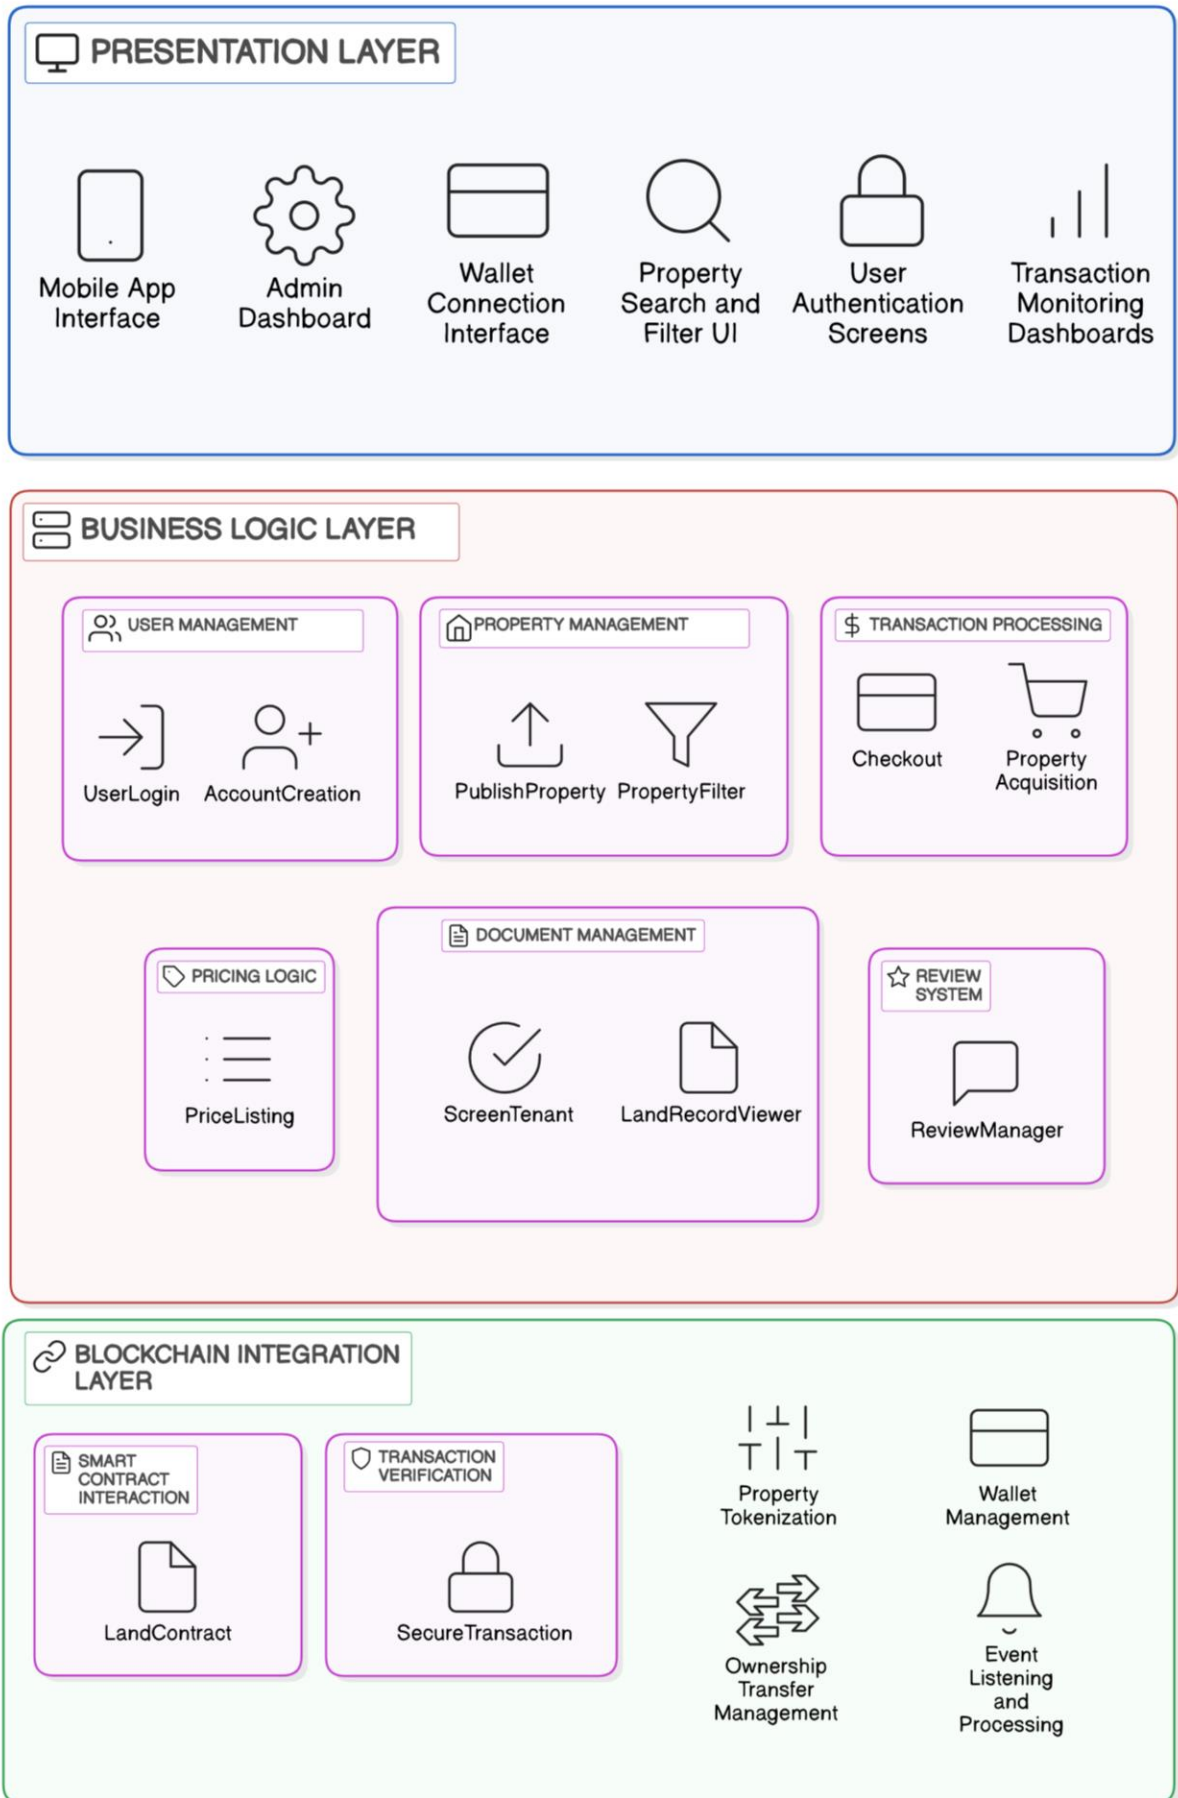 PRESENTATION LAYER
Mobile App
Interface
Admin
Dashboard
Wallet
Connection
Interface
Property
Search and
Filter UI
User
Authentication
Screens
Transaction
Monitoring
Dashboards
BUSINESS LOGIC LAYER
USER MANAGEMENT
UserLogin
AccountCreation
PROPERTY MANAGEMENT
PublishProperty
PropertyFilter
TRANSACTION PROCESSING
Checkout
Property
Acquisition
PRICING LOGIC
PriceListing
DOCUMENT MANAGEMENT
ScreenTenant
LandRecordViewer
REVIEW
SYSTEM
ReviewManager
BLOCKCHAIN INTEGRATION
LAYER
SMART
CONTRACT
INTERACTION
LandContract
TRANSACTION
VERIFICATION
SecureTransaction
Property
Tokenization
Wallet
Management
Ownership
Transfer
Management
Event
Listening
and
Processing